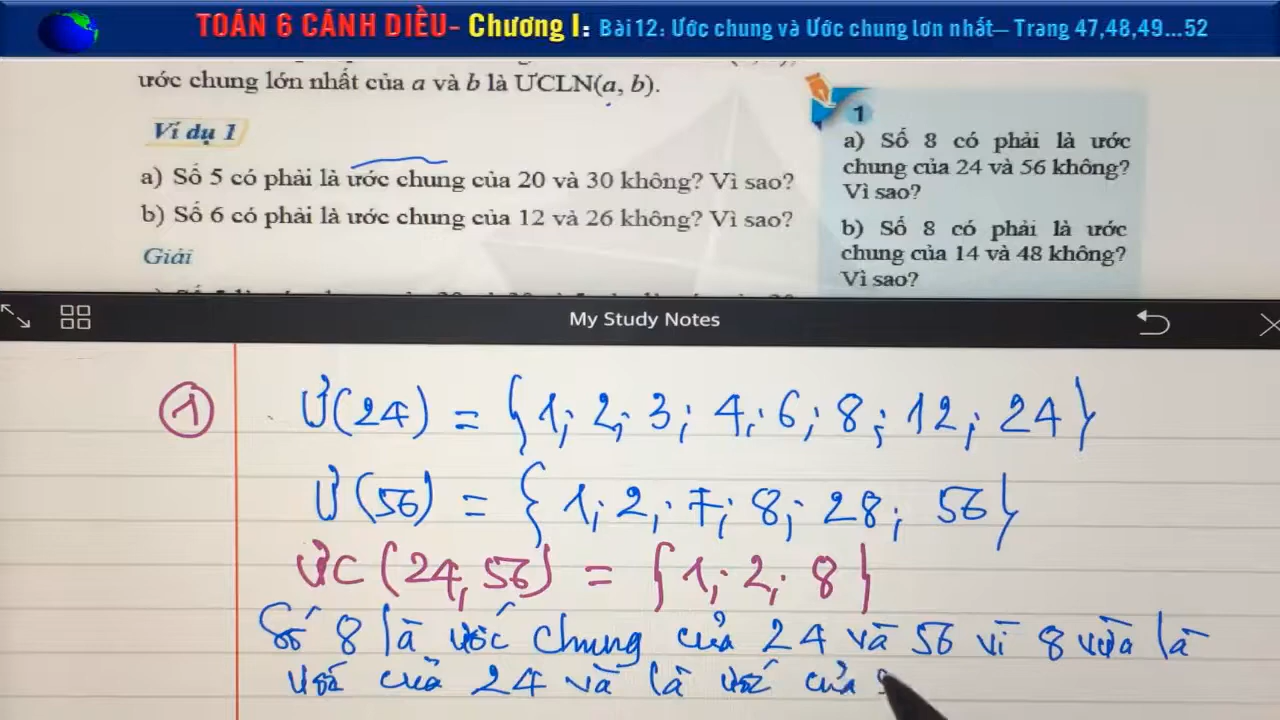 TOÁN 6 CÁNH DIỀU- Chương I: Bài 12: Ước chung và Ước chung lớn nhất– Trang 47,48,49...52
ước chung lớn nhất của a và b là ƯCLN(a, b).
Ví dụ 1
a) Số 5 có phải là ước chung của 20 và 30 không? Vì sao?
b) Số 6 có phải là ước chung của 12 và 26 không? Vì sao?
Giải
1
a) Số 8 có phải là ước
chung của 24 và 56 không?
Vì sao?
b) Số 8 có phải là ước
chung của 14 và 48 không?
Vì sao?
My Study Notes
1
Ư(24) = {1; 2; 3; 4; 6; 8; 12; 24}
Ư(56) = {1; 2; 7; 8; 28; 56}
ƯC(24, 56) = {1; 2; 8}
Số 8 là ước chung của 24 và 56 vì 8 vừa là
ước của 24 và là ước của